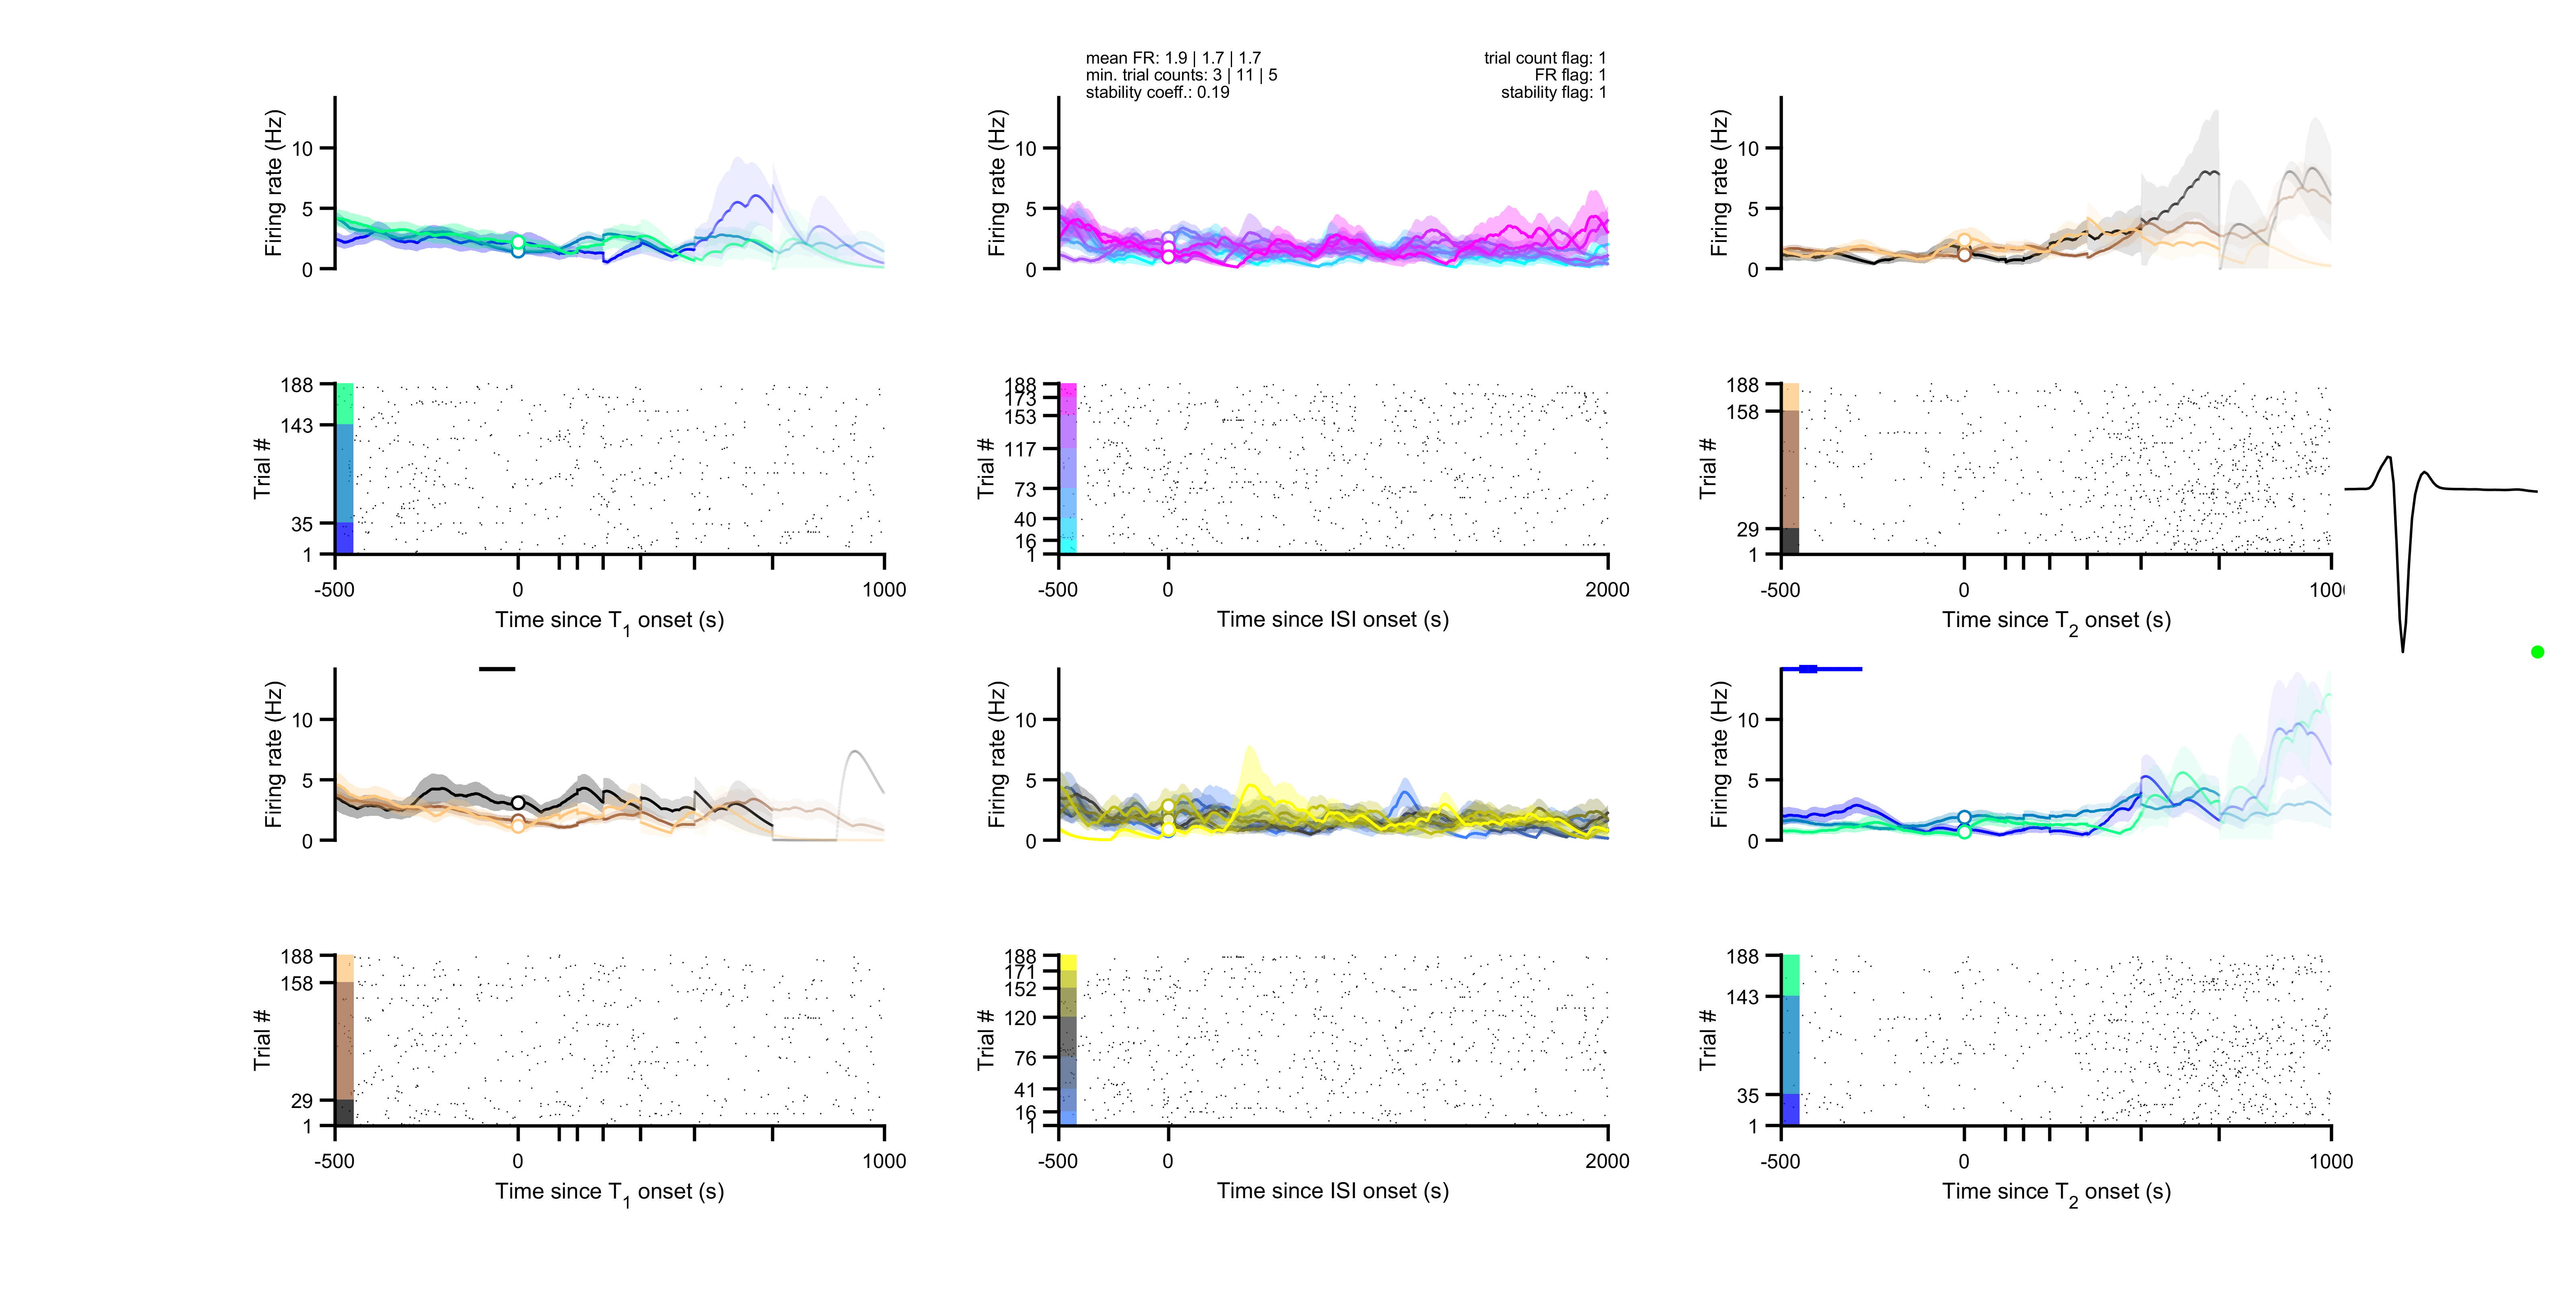 mean FR: 1.9 | 1.7 | 1.7
min. trial counts: 3 | 11 | 5
stability coeff.: 0.19
trial count flag: 1
FR flag: 1
stability flag: 1
Firing rate (Hz)
10
5
0
Firing rate (Hz)
10
5
0
Firing rate (Hz)
10
5
0
Trial #
188
143
35
1
-500
0
1000
Time since T1 onset (s)
Trial #
188
173
153
117
73
40
16
1
-500
0
2000
Time since ISI onset (s)
Trial #
188
158
29
1
-500
0
100
Time since T2 onset (s)
Firing rate (Hz)
10
5
0
Firing rate (Hz)
10
5
0
Firing rate (Hz)
10
5
0
Trial #
188
158
29
1
-500
0
1000
Time since T1 onset (s)
Trial #
188
171
152
120
76
41
16
1
-500
0
2000
Time since ISI onset (s)
Trial #
188
143
35
1
-500
0
1000
Time since T2 onset (s)